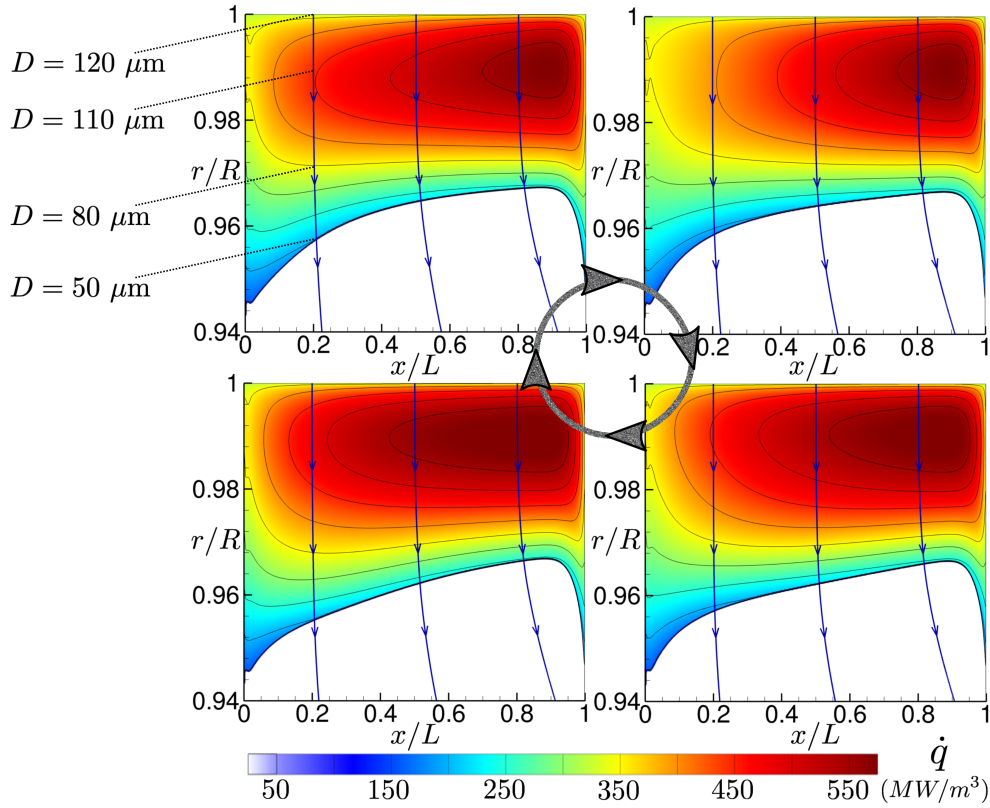 D = 120 μm
D = 110 μm
D = 80 μm
D = 50 μm
1
0.98
r/R
0.96
0.94
0 0.2 0.4 0.6 0.8 1
x/L
1
0.98
r/R
0.96
0.94
0 0.2 0.4 0.6 0.8 1
x/L
1
0.98
r/R
0.96
0.94
0 0.2 0.4 0.6 0.8 1
x/L
1
0.98
r/R
0.96
0.94
0 0.2 0.4 0.6 0.8 1
x/L
q̇
50 150 250 350 450 550 (MW/m³)